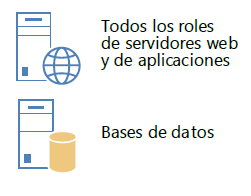 Todos los roles
de servidores web
y de aplicaciones
Bases de datos